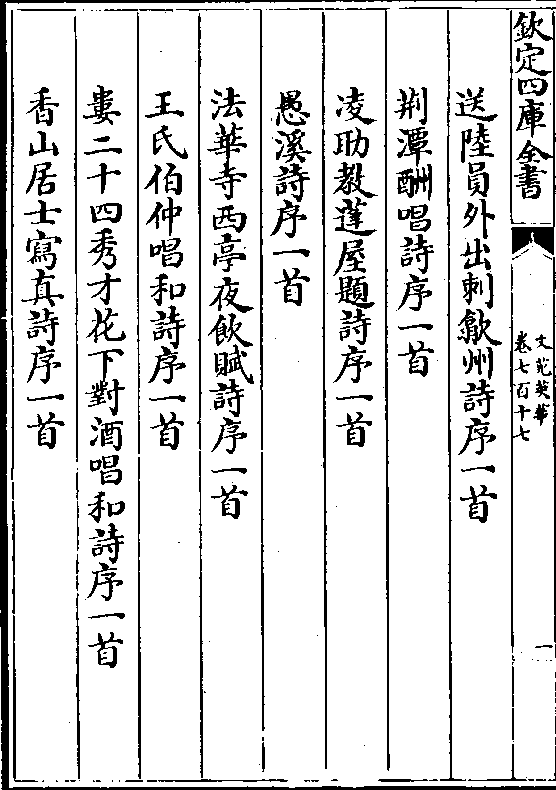 欽定四庫全書
文苑英華
卷七百十七
一
送陸員外出刺歙州詩序一首
荆潭酬唱詩序一首
凌助教蓬屋題詩序一首
愚溪詩序一首
法華寺西亭夜飲賦詩序一首
王氏伯仲唱和詩序一首
婁二十四秀才花下對酒唱和詩序一首
香山居士寫真詩序一首